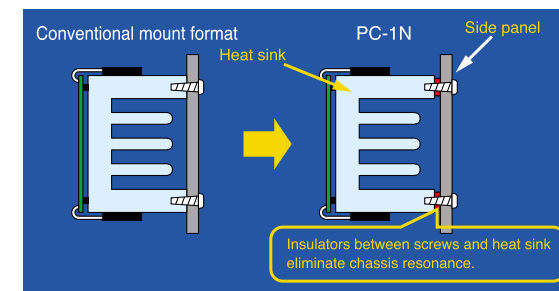 Conventional mount format
PC-1N
Side panel
Heat sink
Insulators between screws and heat sink
eliminate chassis resonance.